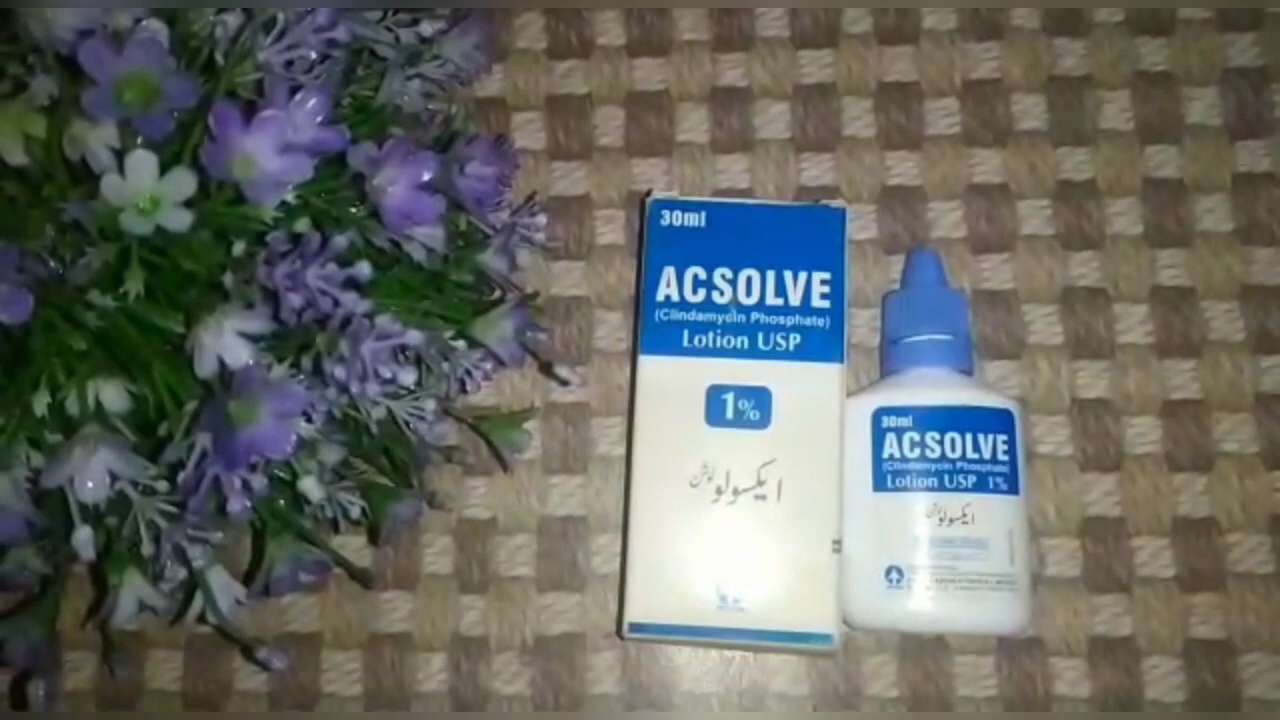 30ml
ACSOLVE
(Clindamycin Phosphate)
Lotion USP
1%
ایکسولو لوشن
30ml
ACSOLVE
(Clindamycin Phosphate)
Lotion USP 1%
ایکسولو لوشن